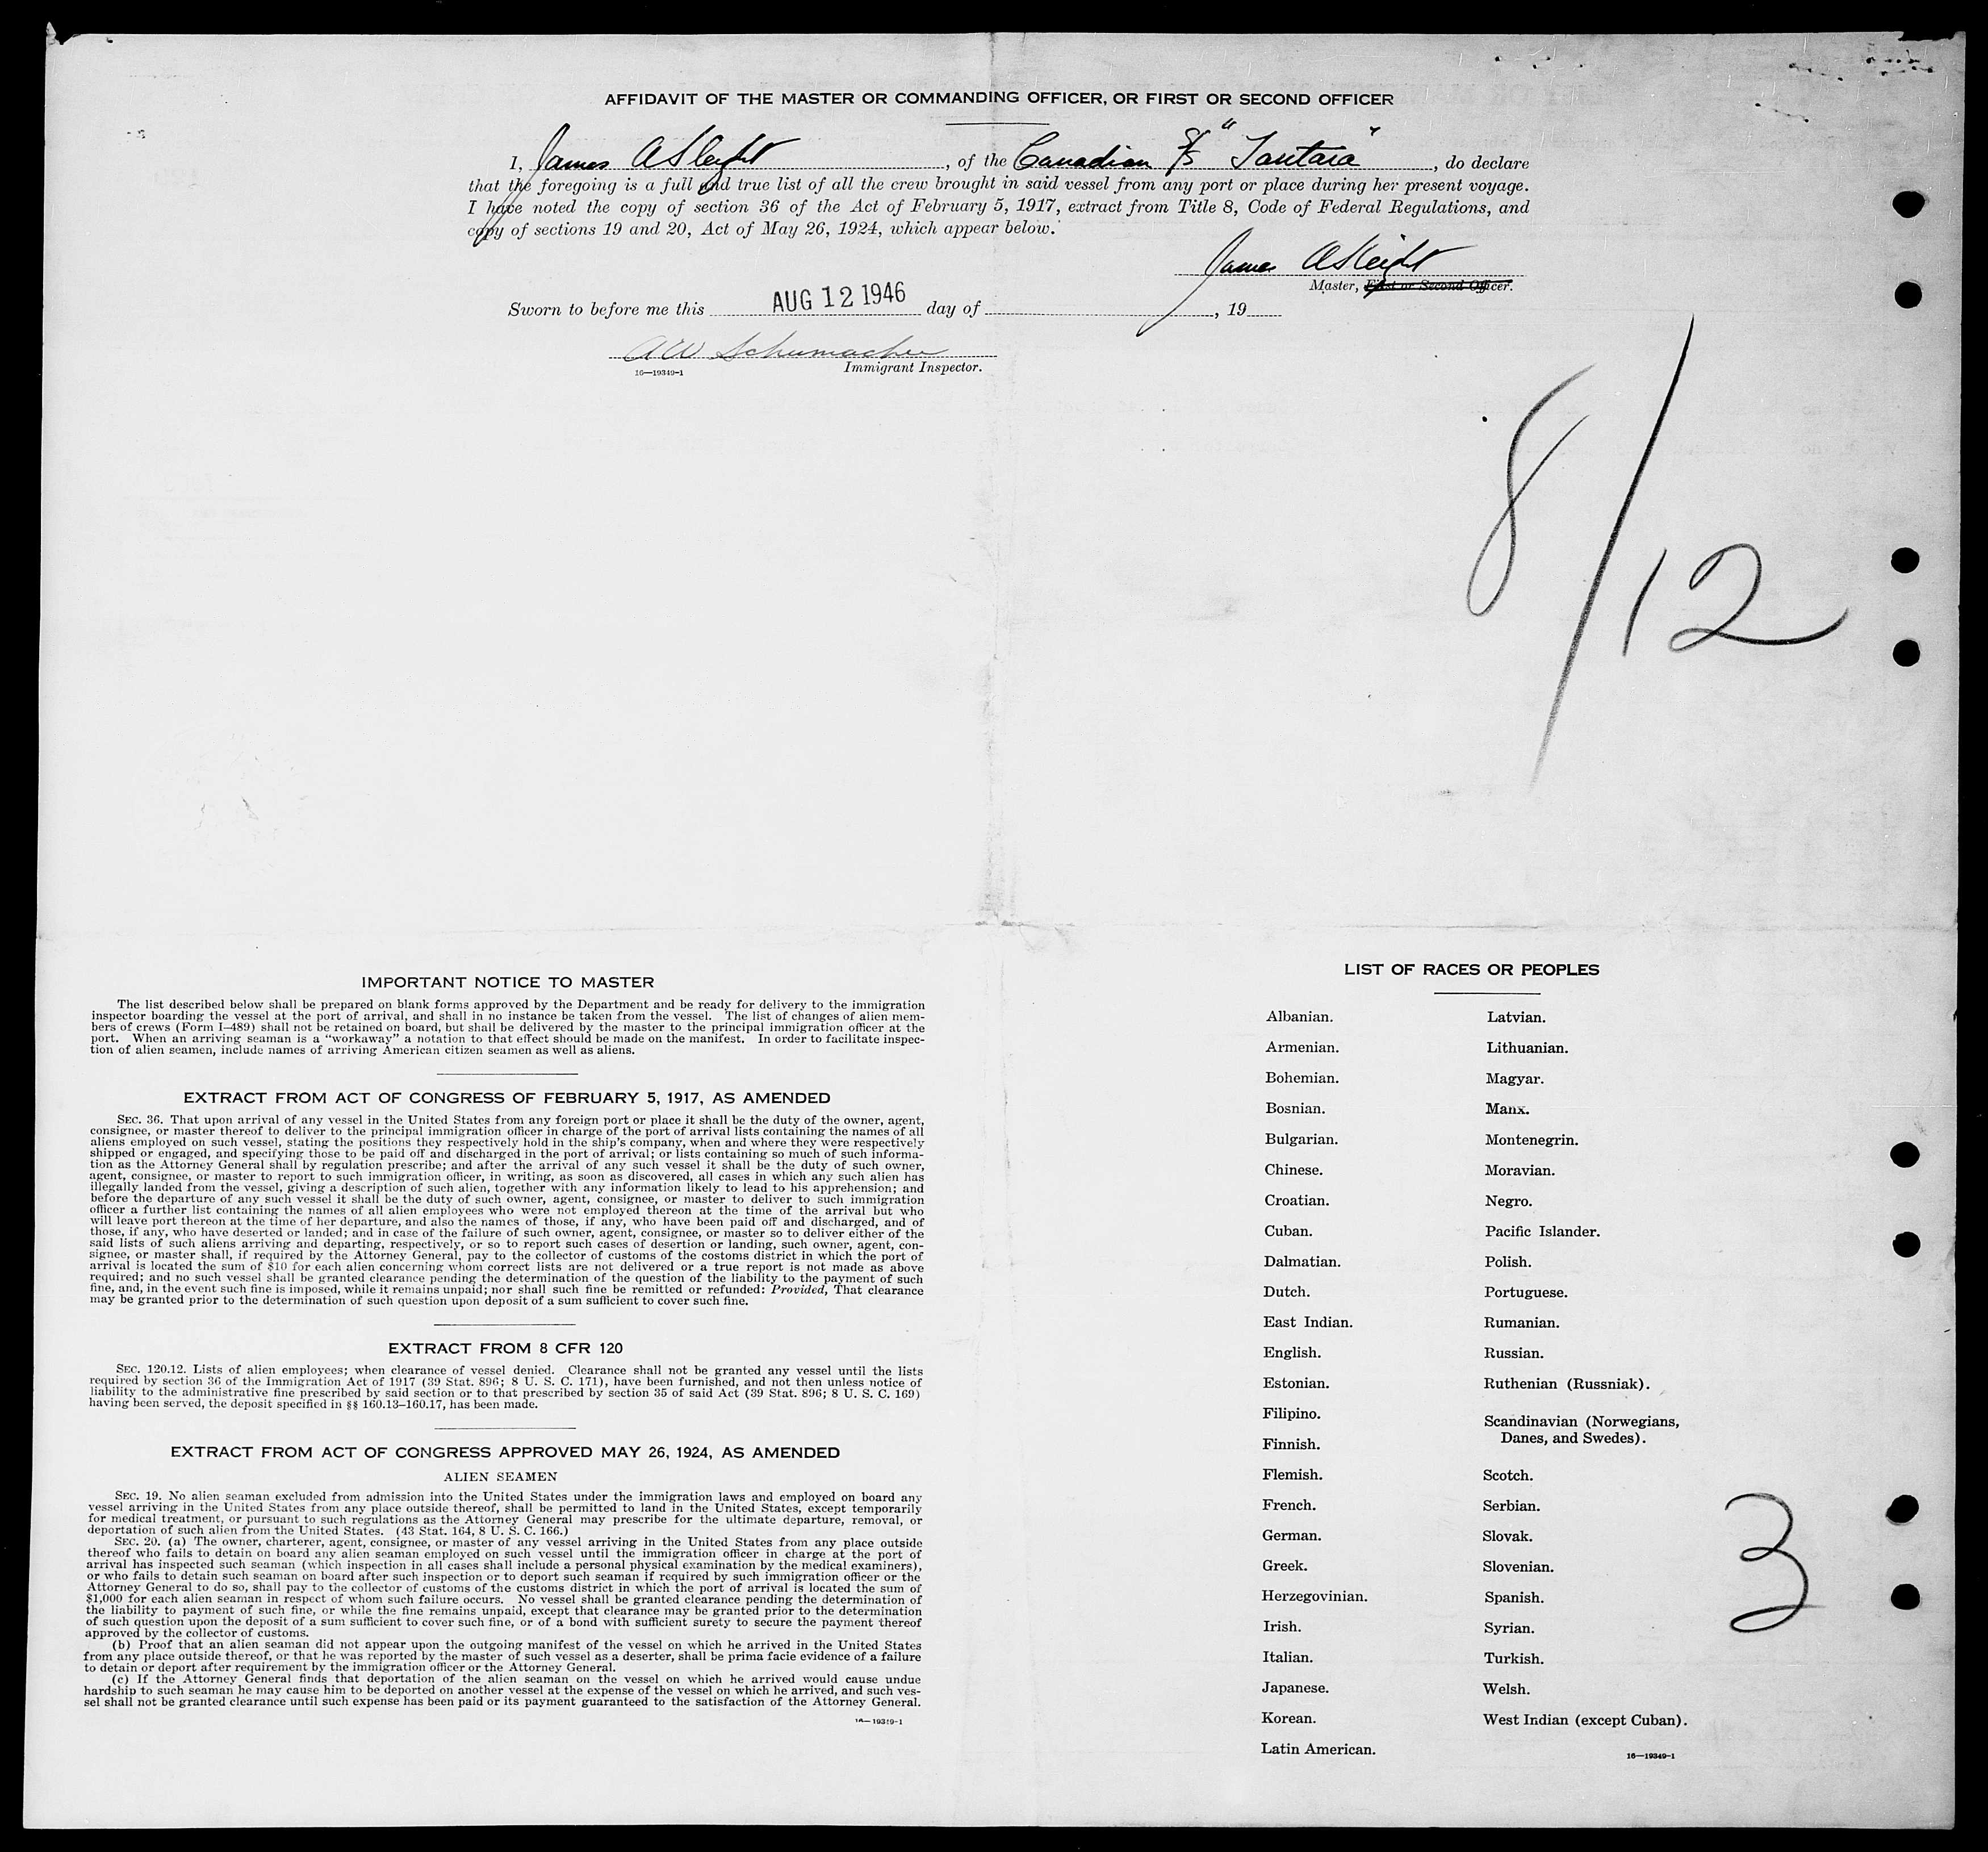 AFFIDAVIT OF THE MASTER OR COMMANDING OFFICER, OR FIRST OR SECOND OFFICER
I, James A Sleight, of the Canadian S/S "Tantara", do declare
that the foregoing is a full and true list of all the crew brought in said vessel from any port or place during her present voyage.
I have noted the copy of section 36 of the Act of February 5, 1917, extract from Title 8, Code of Federal Regulations, and
copy of sections 19 and 20, Act of May 26, 1924, which appear below.
James A Sleight
Master, First or Second Officer.
Sworn to before me this AUG 12 1946 day of , 19
A W Schumacher
16—19349-1 Immigrant Inspector.
8/12
IMPORTANT NOTICE TO MASTER
The list described below shall be prepared on blank forms approved by the Department and be ready for delivery to the immigration
inspector boarding the vessel at the port of arrival, and shall in no instance be taken from the vessel. The list of changes of alien mem-
bers of crews (Form I–489) shall not be retained on board, but shall be delivered by the master to the principal immigration officer at the
port. When an arriving seaman is a "workaway" a notation to that effect should be made on the manifest. In order to facilitate inspec-
tion of alien seamen, include names of arriving American citizen seamen as well as aliens.
EXTRACT FROM ACT OF CONGRESS OF FEBRUARY 5, 1917, AS AMENDED
SEC. 36. That upon arrival of any vessel in the United States from any foreign port or place it shall be the duty of the owner, agent,
consignee, or master thereof to deliver to the principal immigration officer in charge of the port of arrival lists containing the names of all
aliens employed on such vessel, stating the positions they respectively hold in the ship's company, when and where they were respectively
shipped or engaged, and specifying those to be paid off and discharged in the port of arrival; or lists containing so much of such informa-
tion as the Attorney General shall by regulation prescribe; and after the arrival of any such vessel it shall be the duty of such owner,
agent, consignee, or master to report to such immigration officer, in writing, as soon as discovered, all cases in which any such alien has
illegally landed from the vessel, giving a description of such alien, together with any information likely to lead to his apprehension; and
before the departure of any such vessel it shall be the duty of such owner, agent, consignee, or master to deliver to such immigration
officer a further list containing the names of all alien employees who were not employed thereon at the time of the arrival but who
will leave port thereon at the time of her departure, and also the names of those, if any, who have been paid off and discharged, and of
those, if any, who have deserted or landed; and in case of the failure of such owner, agent, consignee, or master so to deliver either of the
said lists of such aliens arriving and departing, respectively, or so to report such cases of desertion or landing, such owner, agent, con-
signee, or master shall, if required by the Attorney General, pay to the collector of customs of the costoms district in which the port of
arrival is located the sum of $10 for each alien concerning whom correct lists are not delivered or a true report is not made as above
required; and no such vessel shall be granted clearance pending the determination of the question of the liability to the payment of such
fine, and, in the event such fine is imposed, while it remains unpaid; nor shall such fine be remitted or refunded: Provided, That clearance
may be granted prior to the determination of such question upon deposit of a sum sufficient to cover such fine.
EXTRACT FROM 8 CFR 120
SEC. 120.12. Lists of alien employees; when clearance of vessel denied. Clearance shall not be granted any vessel until the lists
required by section 36 of the Immigration Act of 1917 (39 Stat. 896; 8 U. S. C. 171), have been furnished, and not then unless notice of
liability to the administrative fine prescribed by said section or to that prescribed by section 35 of said Act (39 Stat. 896; 8 U. S. C. 169)
having been served, the deposit specified in §§ 160.13–160.17, has been made.
EXTRACT FROM ACT OF CONGRESS APPROVED MAY 26, 1924, AS AMENDED
ALIEN SEAMEN
SEC. 19. No alien seaman excluded from admission into the United States under the immigration laws and employed on board any
vessel arriving in the United States from any place outside thereof, shall be permitted to land in the United States, except temporarily
for medical treatment, or pursuant to such regulations as the Attorney General may prescribe for the ultimate departure, removal, or
deportation of such alien from the United States. (43 Stat. 164, 8 U. S. C. 166.)
SEC. 20. (a) The owner, charterer, agent, consignee, or master of any vessel arriving in the United States from any place outside
thereof who fails to detain on board any alien seaman employed on such vessel until the immigration officer in charge at the port of
arrival has inspected such seaman (which inspection in all cases shall include a personal physical examination by the medical examiners),
or who fails to detain such seaman on board after such inspection or to deport such seaman if required by such immigration officer or the
Attorney General to do so, shall pay to the collector of customs of the customs district in which the port of arrival is located the sum of
$1,000 for each alien seaman in respect of whom such failure occurs. No vessel shall be granted clearance pending the determination of
the liability to payment of such fine, or while the fine remains unpaid, except that clearance may be granted prior to the determination
of such question upon the deposit of a sum sufficient to cover such fine, or of a bond with sufficient surety to secure the payment thereof
approved by the collector of customs.
(b) Proof that an alien seaman did not appear upon the outgoing manifest of the vessel on which he arrived in the United States
from any place outside thereof, or that he was reported by the master of such vessel as a deserter, shall be prima facie evidence of a failure
to detain or deport after requirement by the immigration officer or the Attorney General.
(c) If the Attorney General finds that deportation of the alien seaman on the vessel on which he arrived would cause undue
hardship to such seaman he may cause him to be deported on another vessel at the expense of the vessel on which he arrived, and such ves-
sel shall not be granted clearance until such expense has been paid or its payment guaranteed to the satisfaction of the Attorney General.
16—19349-1
LIST OF RACES OR PEOPLES
Albanian.
Armenian.
Bohemian.
Bosnian.
Bulgarian.
Chinese.
Croatian.
Cuban.
Dalmatian.
Dutch.
East Indian.
English.
Estonian.
Filipino.
Finnish.
Flemish.
French.
German.
Greek.
Herzegovinian.
Irish.
Italian.
Japanese.
Korean.
Latin American.
Latvian.
Lithuanian.
Magyar.
Manx.
Montenegrin.
Moravian.
Negro.
Pacific Islander.
Polish.
Portuguese.
Rumanian.
Russian.
Ruthenian (Russniak).
Scandinavian (Norwegians,
Danes, and Swedes).
Scotch.
Serbian.
Slovak.
Slovenian.
Spanish.
Syrian.
Turkish.
Welsh.
West Indian (except Cuban).
16—19349-1
3